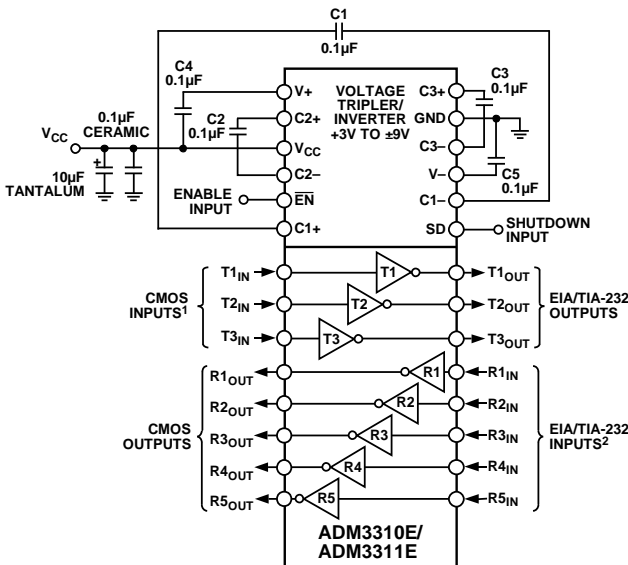 C1
0.1µF
C4
0.1µF
V+
VOLTAGE
TRIPLER/
INVERTER
+3V TO ±9V
C3+
C3
0.1µF
0.1µF
CERAMIC
C2
0.1µF
C2+
GND
VCC
VCC
C3–
+
10µF
TANTALUM
C2–
V–
C5
0.1µF
ENABLE
INPUT
EN
C1–
C1+
SD
SHUTDOWN
INPUT
CMOS
INPUTS1
T1IN
T1
T1OUT
T2IN
T2
T2OUT
T3IN
T3
T3OUT
EIA/TIA-232
OUTPUTS
CMOS
OUTPUTS
R1OUT
R1
R1IN
R2OUT
R2
R2IN
R3OUT
R3
R3IN
R4OUT
R4
R4IN
R5OUT
R5
R5IN
EIA/TIA-232
INPUTS2
ADM3310E/
ADM3311E